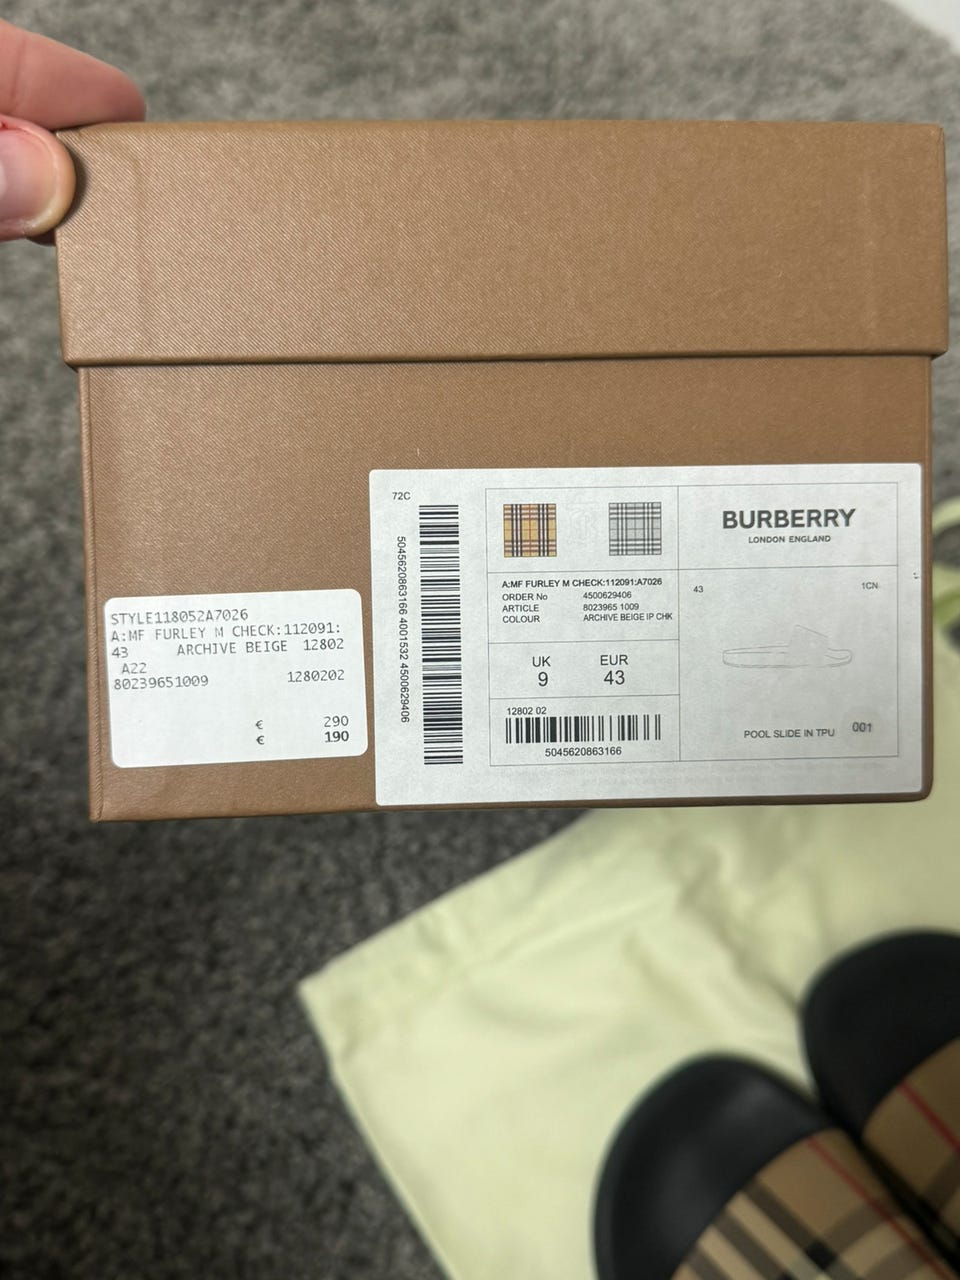 STYLE118052A7026
A:MF FURLEY M CHECK:112091:
43 ARCHIVE BEIGE 12802
A22
80239651009 1280202
€ 290
€ 190
72C
5045620863166 4001532 4500629406
A:MF FURLEY M CHECK:112091:A7026
ORDER No 4500629406
ARTICLE 8023965 1009
COLOUR ARCHIVE BEIGE IP CHK
UK EUR
9 43
12802 02
5045620863166
BURBERRY
LONDON ENGLAND
43 1CN
POOL SLIDE IN TPU 001